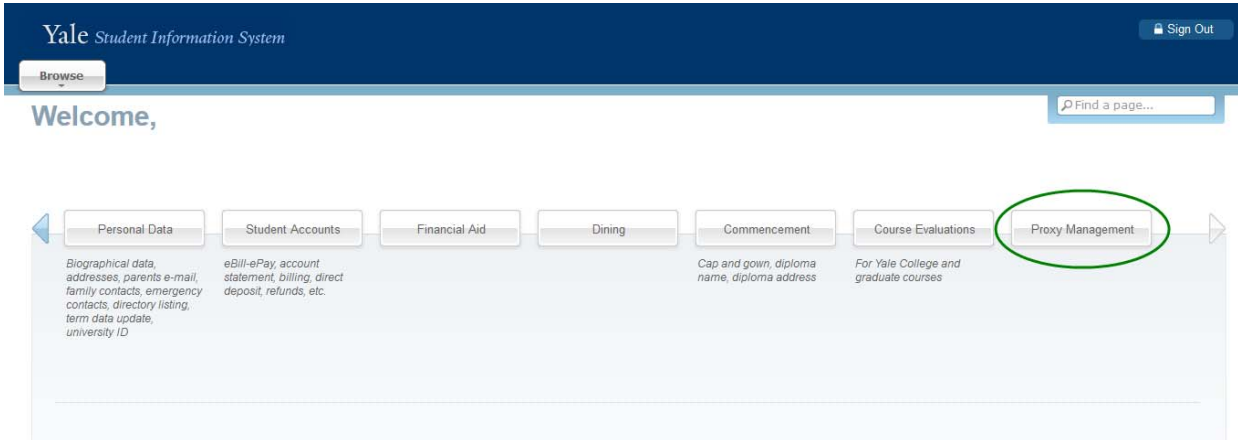 Yale Student Information System
Sign Out
Browse
Welcome,
Find a page...
Personal Data
Student Accounts
Financial Aid
Dining
Commencement
Course Evaluations
Proxy Management
Biographical data,
addresses, parents e-mail,
family contacts, emergency
contacts, directory listing,
term data update,
university ID
eBill-ePay, account
statement, billing, direct
deposit, refunds, etc.
Cap and gown, diploma
name, diploma address
For Yale College and
graduate courses